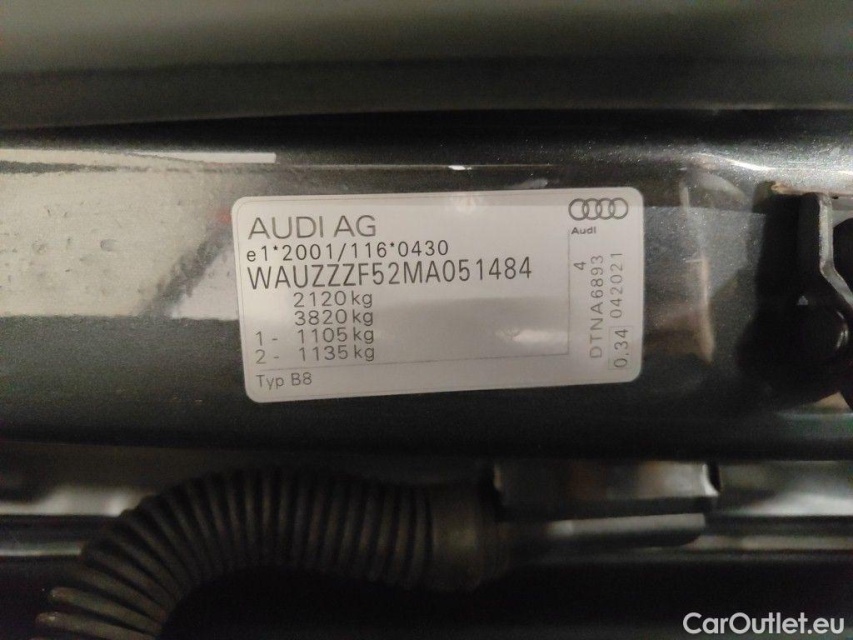 AUDI AG
Audi
e1*2001/116*0430
WAUZZZF52MA051484
2120 kg
3820 kg
1 - 1105 kg
2 - 1135 kg
Typ B8
4
DTNA6893
0,34 042021
CarOutlet.eu